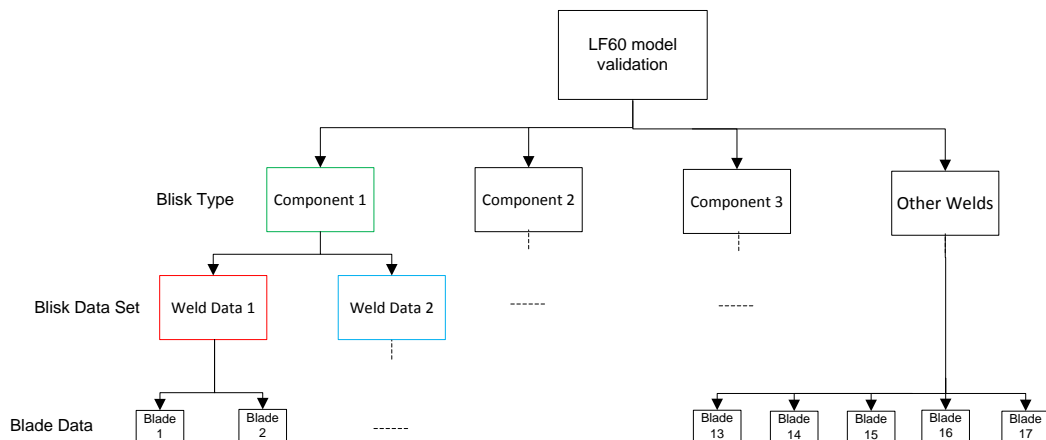 LF60 model
validation
Blisk Type
Component 1
Component 2
Component 3
Other Welds
Blisk Data Set
Weld Data 1
Weld Data 2
Blade Data
Blade
1
Blade
2
Blade
13
Blade
14
Blade
15
Blade
16
Blade
17